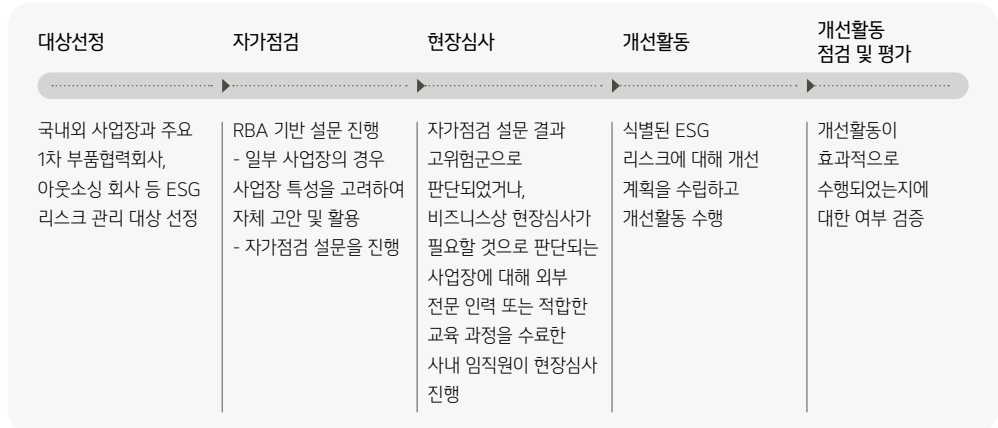 대상선정
국내외 사업장과 주요
1차 부품협력회사,
아웃소싱 회사 등 ESG
리스크 관리 대상 선정
자가점검
RBA 기반 설문 진행
- 일부 사업장의 경우
사업장 특성을 고려하여
자체 고안 및 활용
- 자가점검 설문을 진행
현장심사
자가점검 설문 결과
고위험군으로
판단되었거나,
비즈니스상 현장심사가
필요할 것으로 판단되는
사업장에 대해 외부
전문 인력 또는 적합한
교육 과정을 수료한
사내 임직원이 현장심사
진행
개선활동
식별된 ESG
리스크에 대해 개선
계획을 수립하고
개선활동 수행
개선활동
점검 및 평가
개선활동이
효과적으로
수행되었는지에
대한 여부 검증